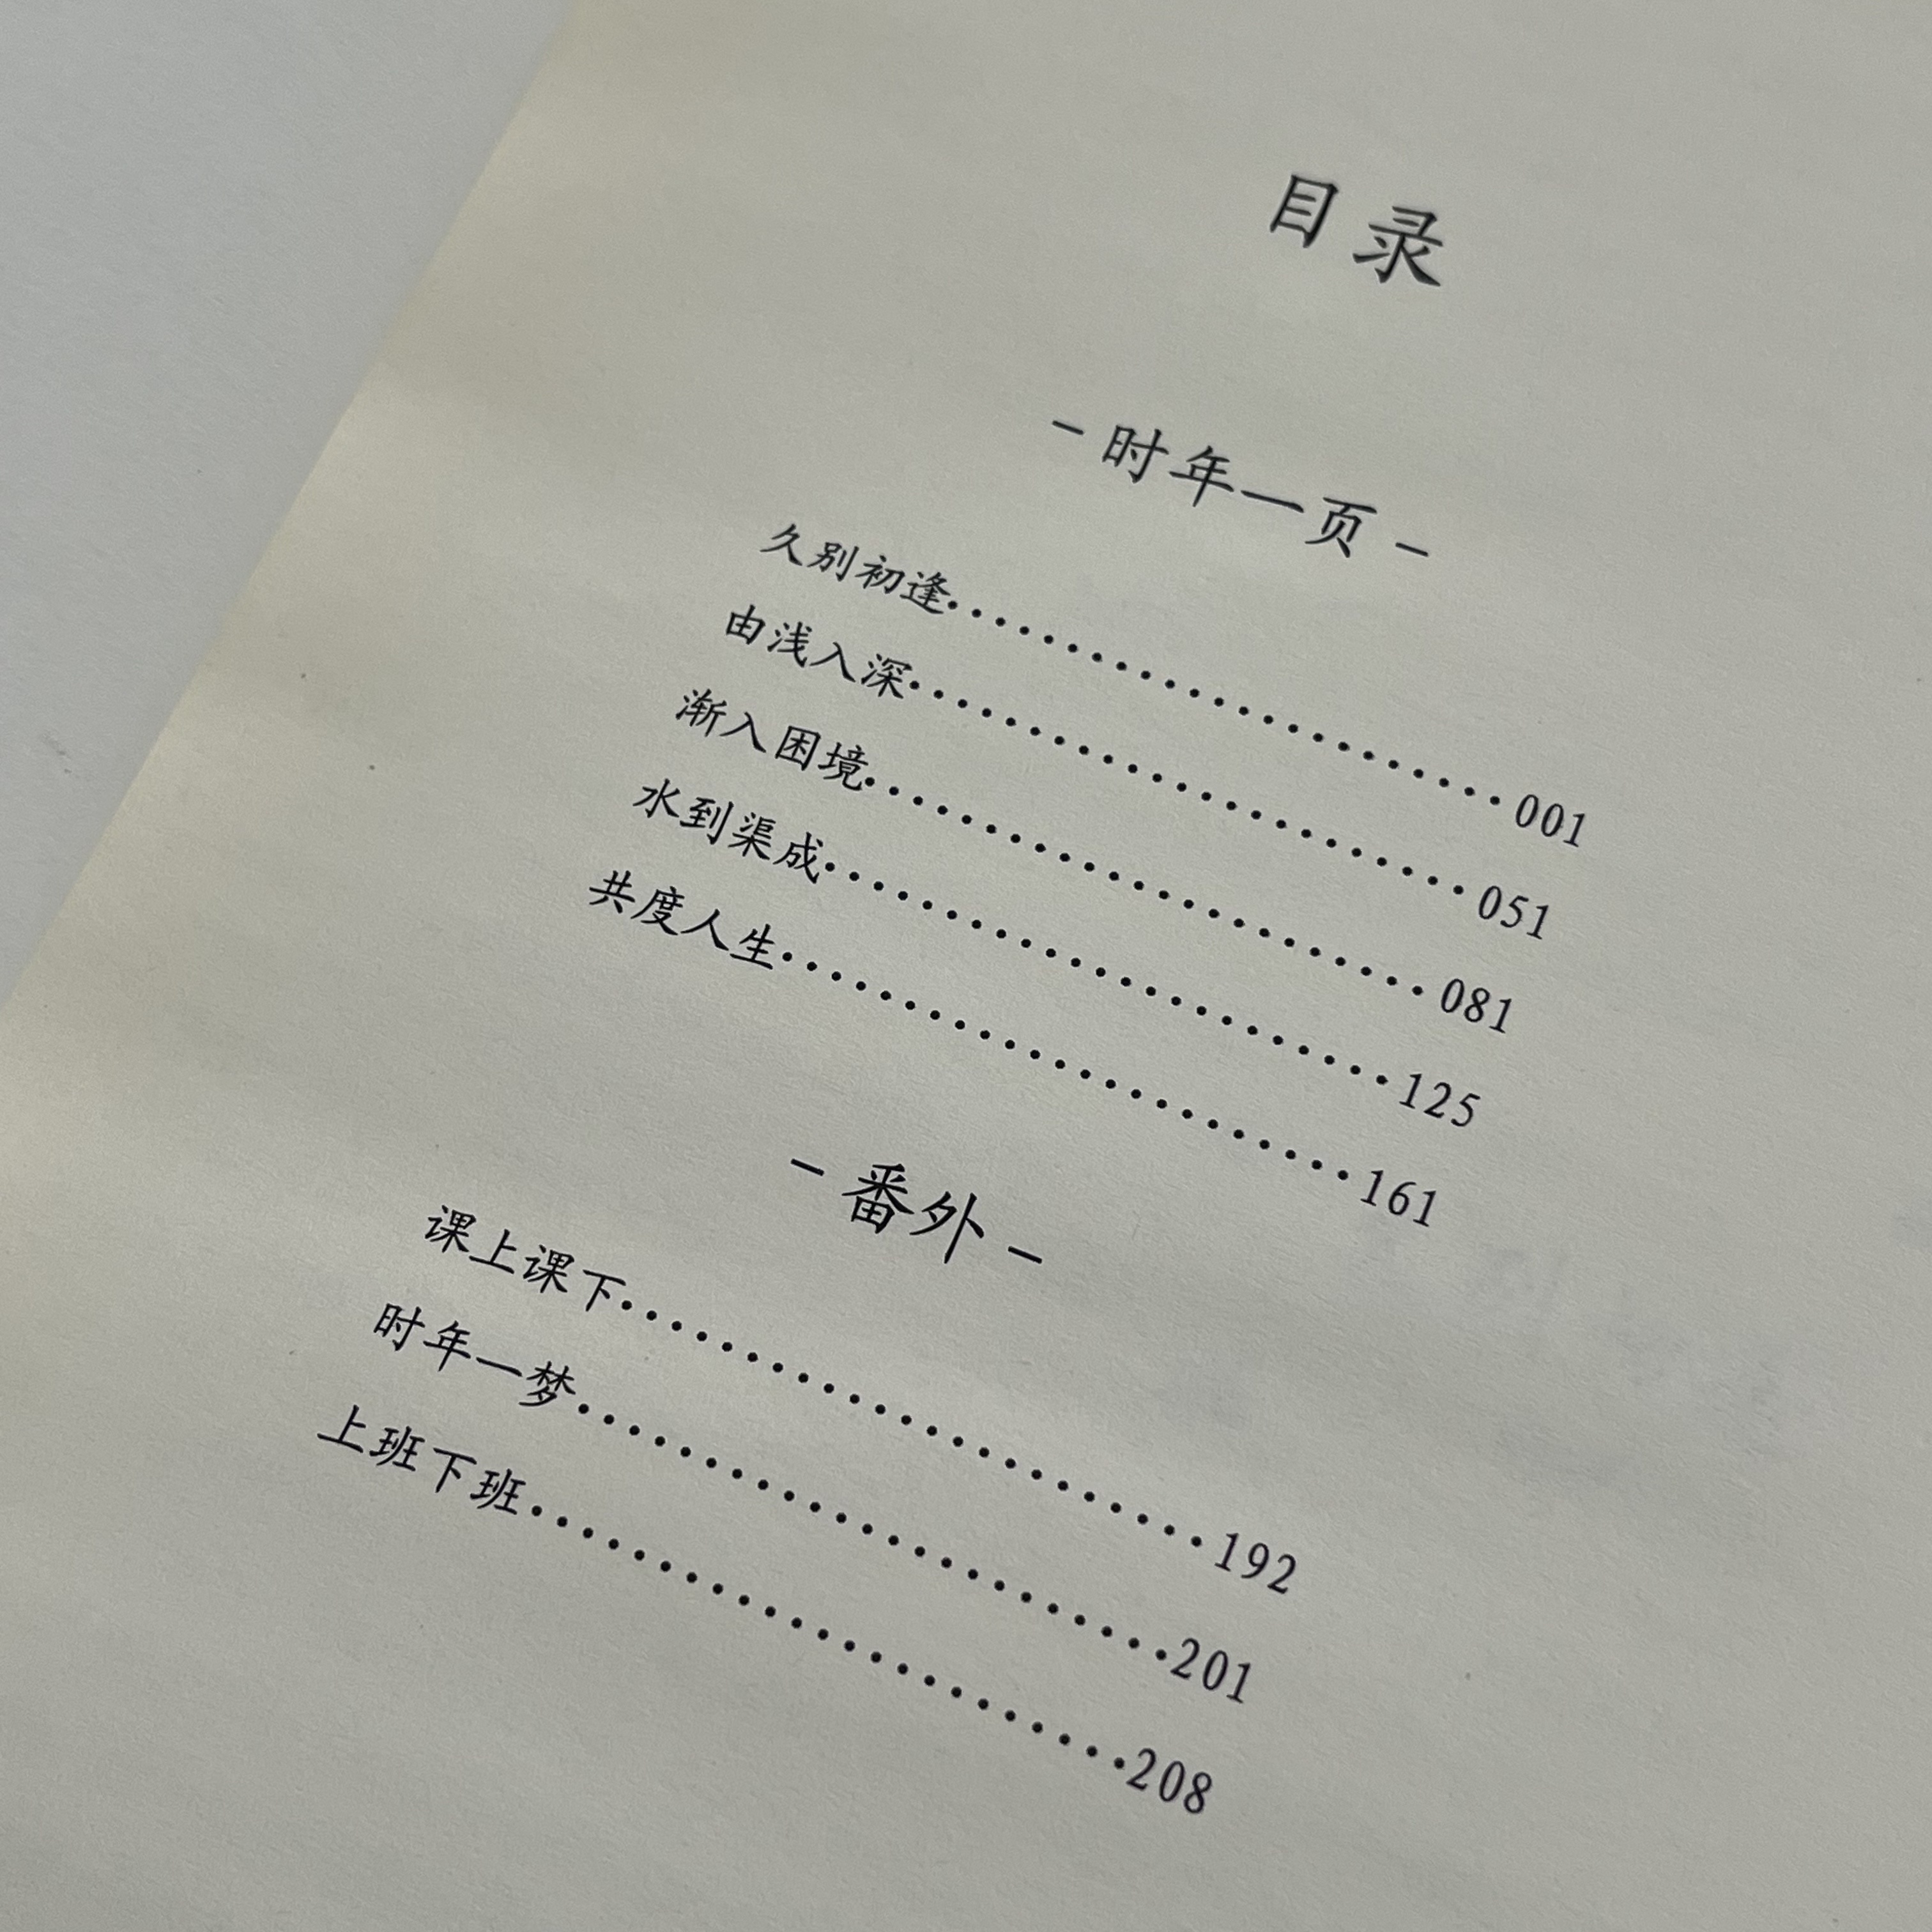 目录
- 时年一页 -
久别初逢·······················001
由浅入深·······················051
渐入困境·······················081
水到渠成·······················125
共度人生·······················161
- 番外 -
课上课下·······················192
时年一梦·······················201
上班下班·······················208